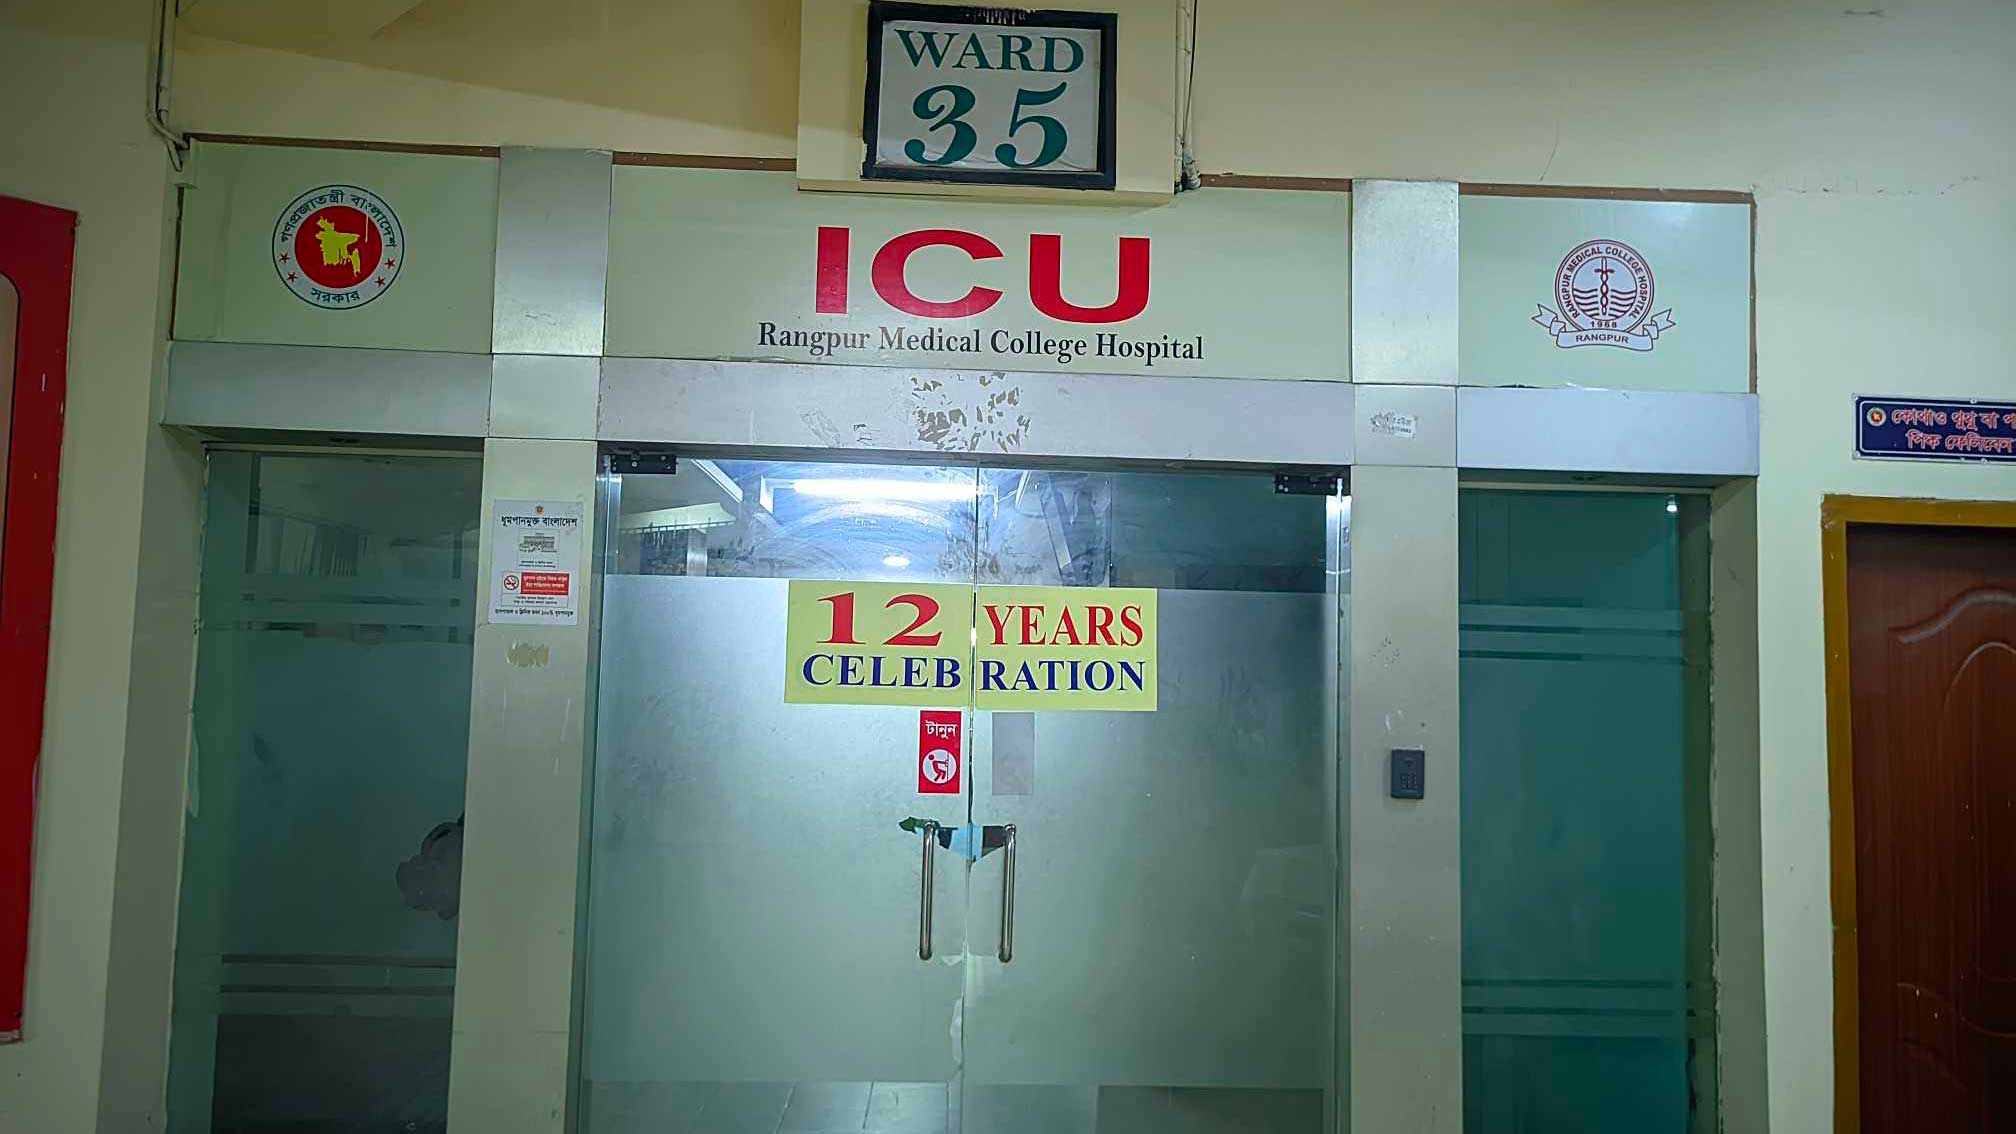 WARD
35
গণপ্রজাতন্ত্রী বাংলাদেশ
সরকার
ICU
Rangpur Medical College Hospital
RANGPUR MEDICAL COLLEGE HOSPITAL
1968
RANGPUR
কোথাও থুথু বা
পিক ফেলিবেন
ধূমপানমুক্ত বাংলাদেশ
12 YEARS
CELEBRATION
টানুন